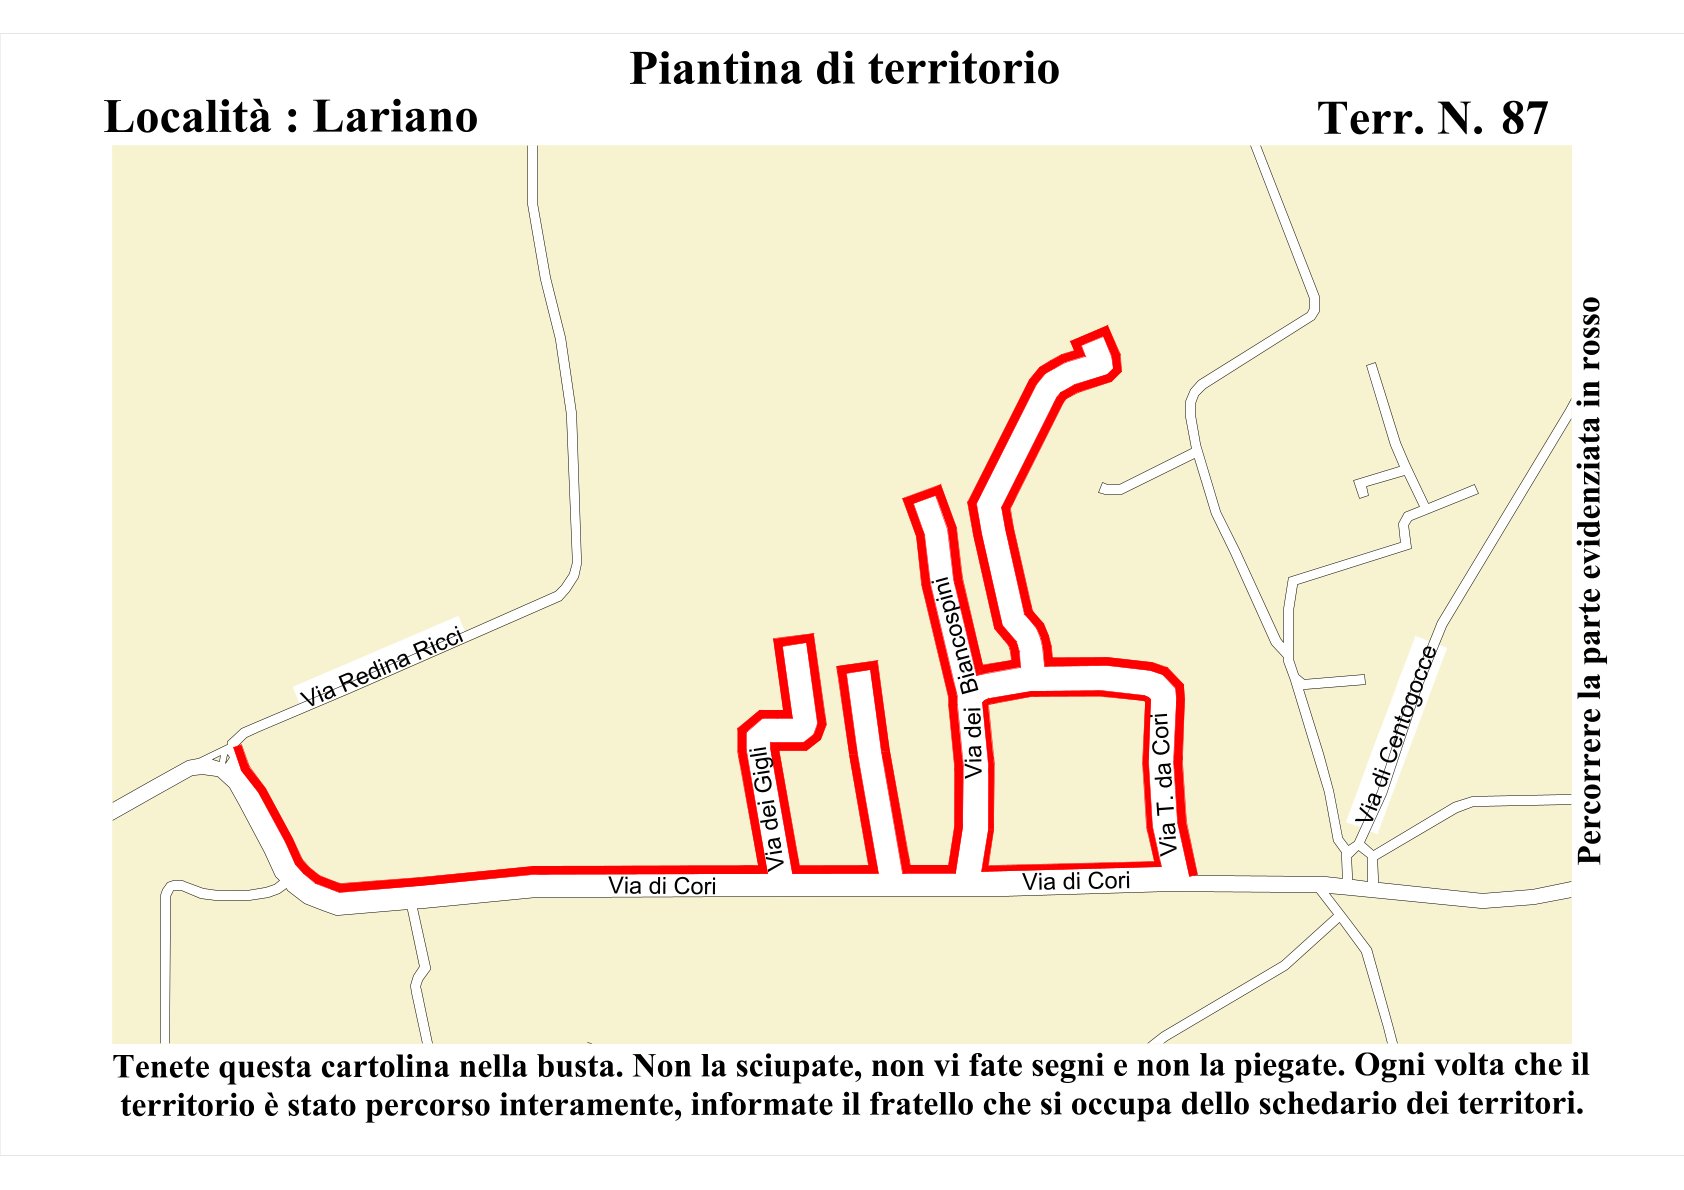 Piantina di territorio
Località : Lariano
Terr. N. 87
Percorrere la parte evidenziata in rosso
Via Redina Ricci
Via dei Gigli
Via dei Biancospini
Via T. da Cori
Via di Centogocce
Via di Cori
Via di Cori
Tenete questa cartolina nella busta. Non la sciupate, non vi fate segni e non la piegate. Ogni volta che il
territorio è stato percorso interamente, informate il fratello che si occupa dello schedario dei territori.